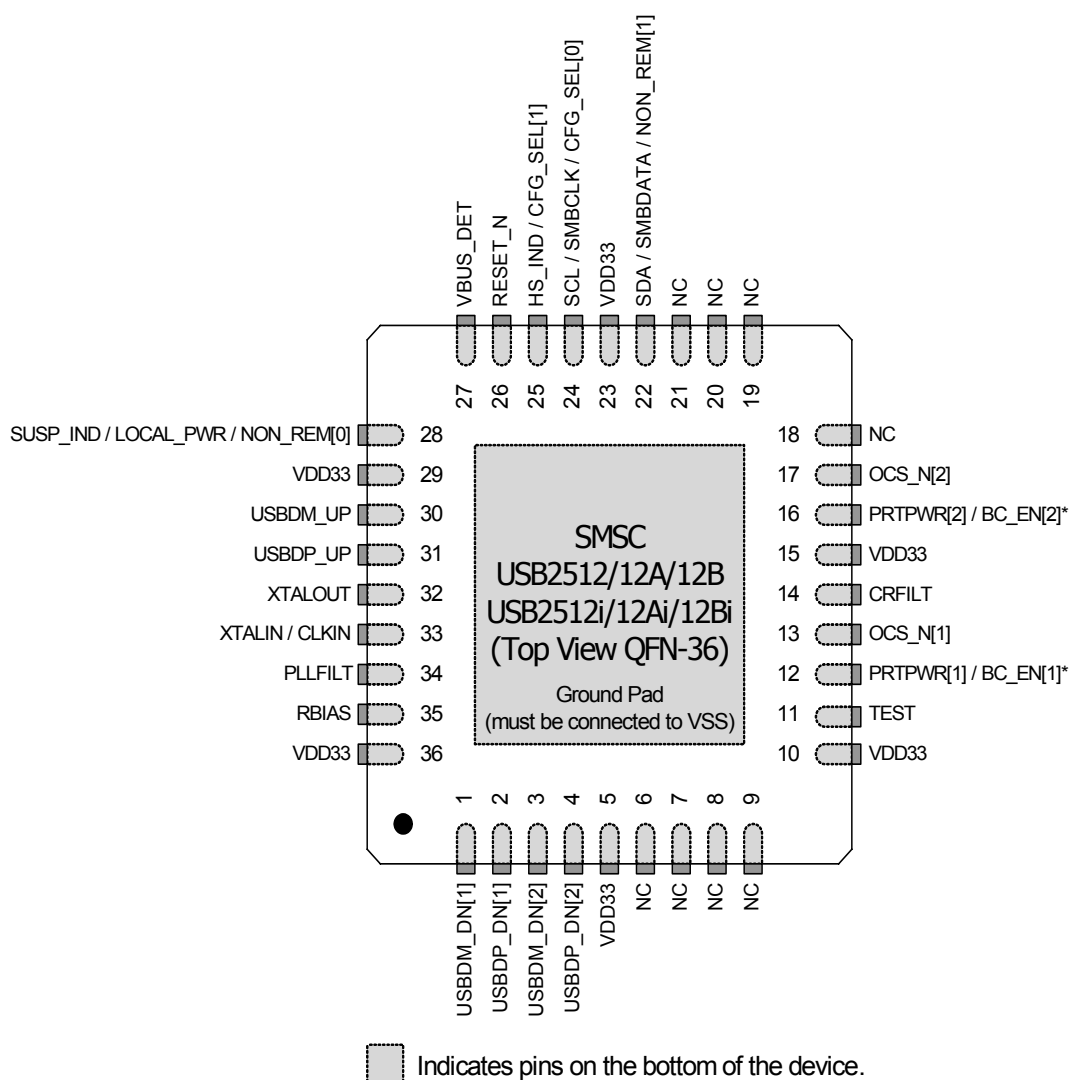 VBUS_DET
RESET_N
HS_IND / CFG_SEL[1]
SCL / SMBCLK / CFG_SEL[0]
VDD33
SDA / SMBDATA / NON_REM[1]
NC
NC
NC
27
26
25
24
23
22
21
20
19
SUSP_IND / LOCAL_PWR / NON_REM[0] 28
VDD33 29
USBDM_UP 30
USBDP_UP 31
XTALOUT 32
XTALIN / CLKIN 33
PLLFILT 34
RBIAS 35
VDD33 36
SMSC
USB2512/12A/12B
USB2512i/12Ai/12Bi
(Top View QFN-36)
Ground Pad
(must be connected to VSS)
18 NC
17 OCS_N[2]
16 PRTPWR[2] / BC_EN[2]*
15 VDD33
14 CRFILT
13 OCS_N[1]
12 PRTPWR[1] / BC_EN[1]*
11 TEST
10 VDD33
1
2
3
4
5
6
7
8
9
USBDM_DN[1]
USBDP_DN[1]
USBDM_DN[2]
USBDP_DN[2]
VDD33
NC
NC
NC
NC
Indicates pins on the bottom of the device.